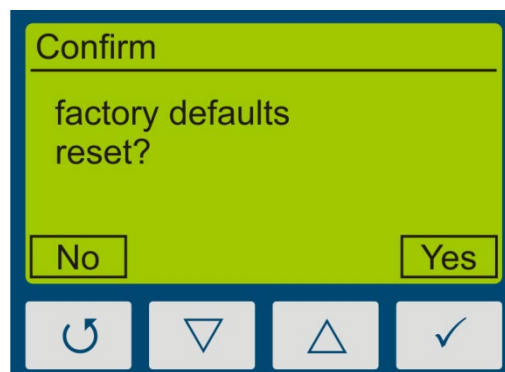 Confirm
factory defaults
reset?
No
Yes